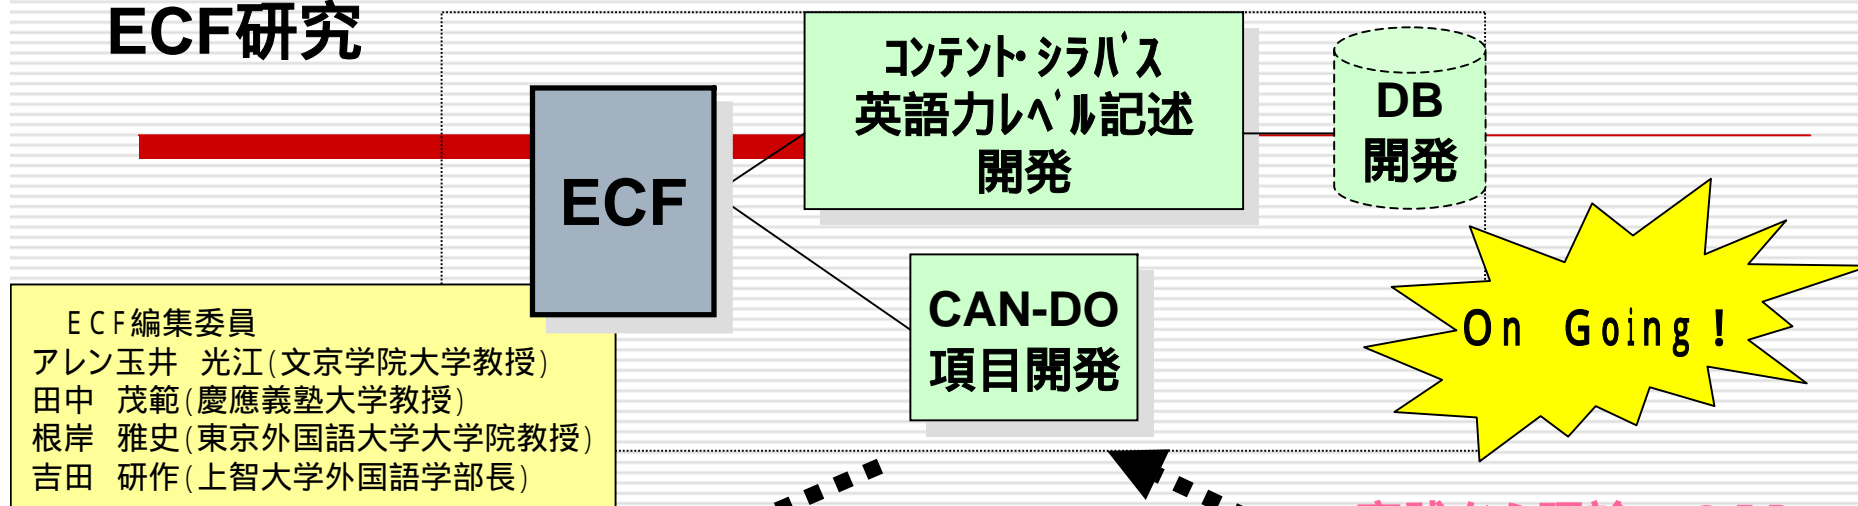 ECF研究
コンテント・シラバス
英語力レベル記述
開発
DB
開発
ECF
CAN-DO
項目開発
On Going!
ECF編集委員
アレン玉井 光江(文京学院大学教授)
田中 茂範(慶應義塾大学教授)
根岸 雅史(東京外国語大学大学院教授)
吉田 研作(上智大学外国語学部長)